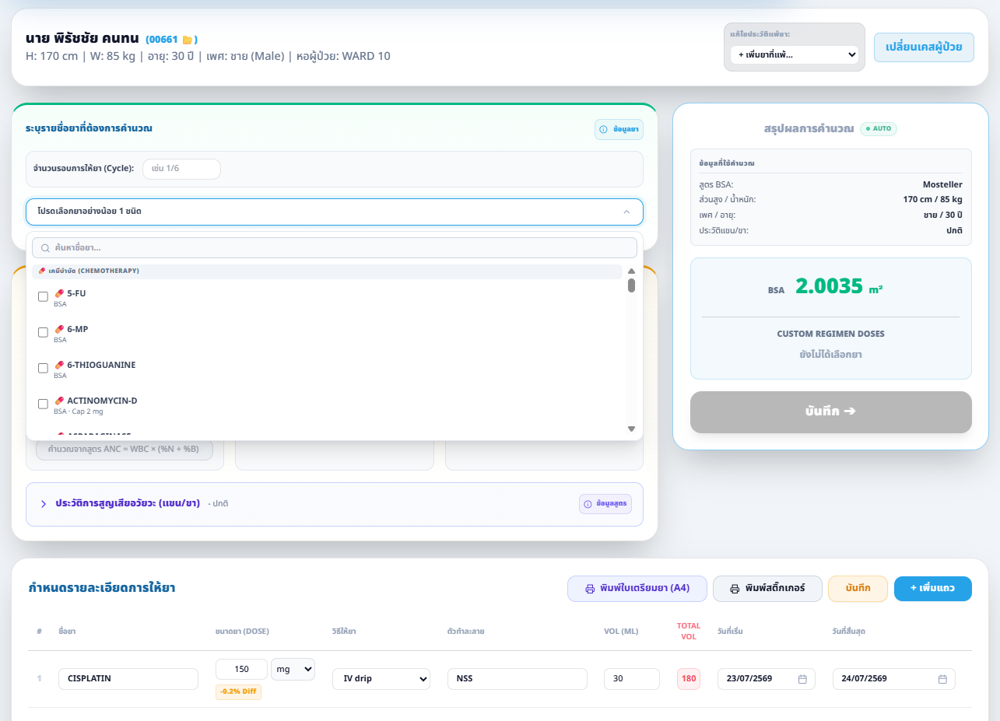 นาย พิรัชชัย คนทน (00661 )
H: 170 cm | W: 85 kg | อายุ: 30 ปี | เพศ: ชาย (Male) | หอผู้ป่วย: WARD 10
แก้ไขประวัติแพ้ยา:
+ เพิ่มยาที่แพ้...
เปลี่ยนเคสผู้ป่วย
ระบุรายชื่อยาที่ต้องการคำนวณ
ข้อมูลยา
จำนวนรอบการให้ยา (Cycle): เช่น 1/6
โปรดเลือกยาอย่างน้อย 1 ชนิด
ค้นหาชื่อยา...
เคมีบำบัด (CHEMOTHERAPY)
5-FU
BSA
6-MP
BSA
6-THIOGUANINE
BSA
ACTINOMYCIN-D
BSA · Cap 2 mg
คำนวณจากสูตร ANC = WBC × (%N + %B)
ประวัติการสูญเสียอวัยวะ (แขน/ขา) - ปกติ
ข้อมูลสูตร
สรุปผลการคำนวณ AUTO
ข้อมูลที่ใช้คำนวณ
สูตร BSA: Mosteller
ส่วนสูง / น้ำหนัก: 170 cm / 85 kg
เพศ / อายุ: ชาย / 30 ปี
ประวัติแขน/ขา: ปกติ
BSA 2.0035 m²
CUSTOM REGIMEN DOSES
ยังไม่ได้เลือกยา
บันทึก ➔
กำหนดรายละเอียดการให้ยา
พิมพ์ใบเตรียมยา (A4) พิมพ์สติ๊กเกอร์ บันทึก + เพิ่มแถว
# ชื่อยา ขนาดยา (DOSE) วิธีให้ยา ตัวทำละลาย VOL (ML) TOTAL VOL วันที่เริ่ม วันที่สิ้นสุด
1 CISPLATIN 150 mg IV drip NSS 30 180 23/07/2569 24/07/2569
-0.2% Diff